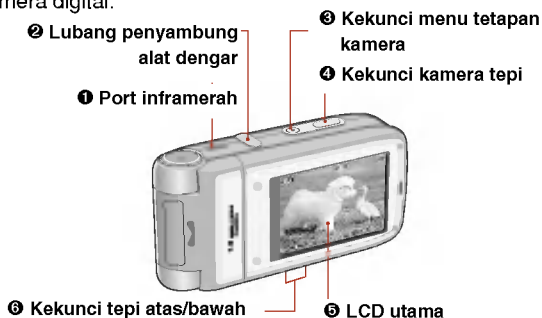 mera digital.
❷ Lubang penyambung
alat dengar
❶ Port inframerah
❸ Kekunci menu tetapan
kamera
❹ Kekunci kamera tepi
❻ Kekunci tepi atas/bawah
❺ LCD utama